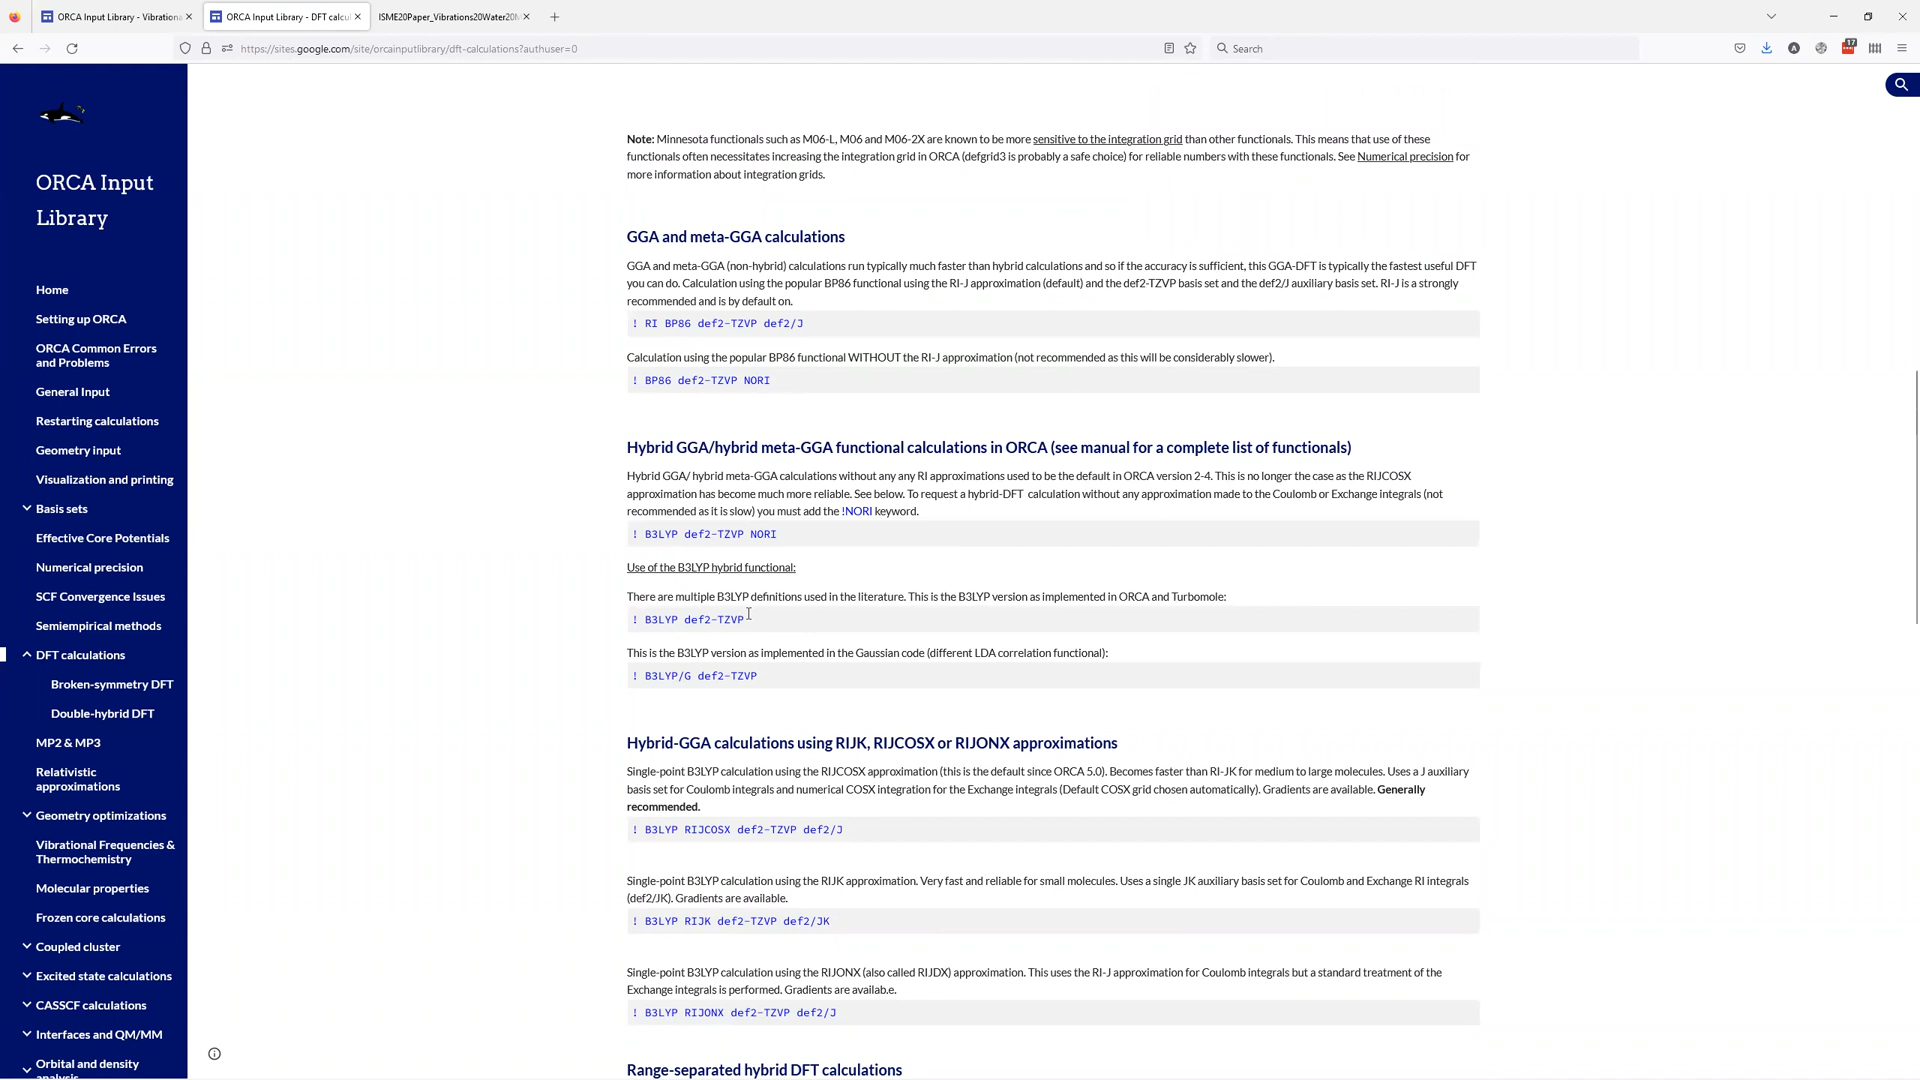 ORCA Input Library - Vibrationa
ORCA Input Library - DFT calcul
ISME20Paper_Vibrations20Water20M
https://sites.google.com/site/orcainputlibrary/dft-calculations?authuser=0
Search
17
ORCA Input
Library
Home
Setting up ORCA
ORCA Common Errors
and Problems
General Input
Restarting calculations
Geometry input
Visualization and printing
Basis sets
Effective Core Potentials
Numerical precision
SCF Convergence Issues
Semiempirical methods
DFT calculations
Broken-symmetry DFT
Double-hybrid DFT
MP2 & MP3
Relativistic
approximations
Geometry optimizations
Vibrational Frequencies &
Thermochemistry
Molecular properties
Frozen core calculations
Coupled cluster
Excited state calculations
CASSCF calculations
Interfaces and QM/MM
Orbital and density
analysis
Note: Minnesota functionals such as M06-L, M06 and M06-2X are known to be more sensitive to the integration grid than other functionals. This means that use of these
functionals often necessitates increasing the integration grid in ORCA (defgrid3 is probably a safe choice) for reliable numbers with these functionals. See Numerical precision for
more information about integration grids.
GGA and meta-GGA calculations
GGA and meta-GGA (non-hybrid) calculations run typically much faster than hybrid calculations and so if the accuracy is sufficient, this GGA-DFT is typically the fastest useful DFT
you can do. Calculation using the popular BP86 functional using the RI-J approximation (default) and the def2-TZVP basis set and the def2/J auxiliary basis set. RI-J is a strongly
recommended and is by default on.
! RI BP86 def2-TZVP def2/J
Calculation using the popular BP86 functional WITHOUT the RI-J approximation (not recommended as this will be considerably slower).
! BP86 def2-TZVP NORI
Hybrid GGA/hybrid meta-GGA functional calculations in ORCA (see manual for a complete list of functionals)
Hybrid GGA/ hybrid meta-GGA calculations without any any RI approximations used to be the default in ORCA version 2-4. This is no longer the case as the RIJCOSX
approximation has become much more reliable. See below. To request a hybrid-DFT calculation without any approximation made to the Coulomb or Exchange integrals (not
recommended as it is slow) you must add the !NORI keyword.
! B3LYP def2-TZVP NORI
Use of the B3LYP hybrid functional:
There are multiple B3LYP definitions used in the literature. This is the B3LYP version as implemented in ORCA and Turbomole:
! B3LYP def2-TZVP
This is the B3LYP version as implemented in the Gaussian code (different LDA correlation functional):
! B3LYP/G def2-TZVP
Hybrid-GGA calculations using RIJK, RIJCOSX or RIJONX approximations
Single-point B3LYP calculation using the RIJCOSX approximation (this is the default since ORCA 5.0). Becomes faster than RI-JK for medium to large molecules. Uses a J auxiliary
basis set for Coulomb integrals and numerical COSX integration for the Exchange integrals (Default COSX grid chosen automatically). Gradients are available. Generally
recommended.
! B3LYP RIJCOSX def2-TZVP def2/J
Single-point B3LYP calculation using the RIJK approximation. Very fast and reliable for small molecules. Uses a single JK auxiliary basis set for Coulomb and Exchange RI integrals
(def2/JK). Gradients are available.
! B3LYP RIJK def2-TZVP def2/JK
Single-point B3LYP calculation using the RIJONX (also called RIJDX) approximation. This uses the RI-J approximation for Coulomb integrals but a standard treatment of the
Exchange integrals is performed. Gradients are availab.e.
! B3LYP RIJONX def2-TZVP def2/J
Range-separated hybrid DFT calculations